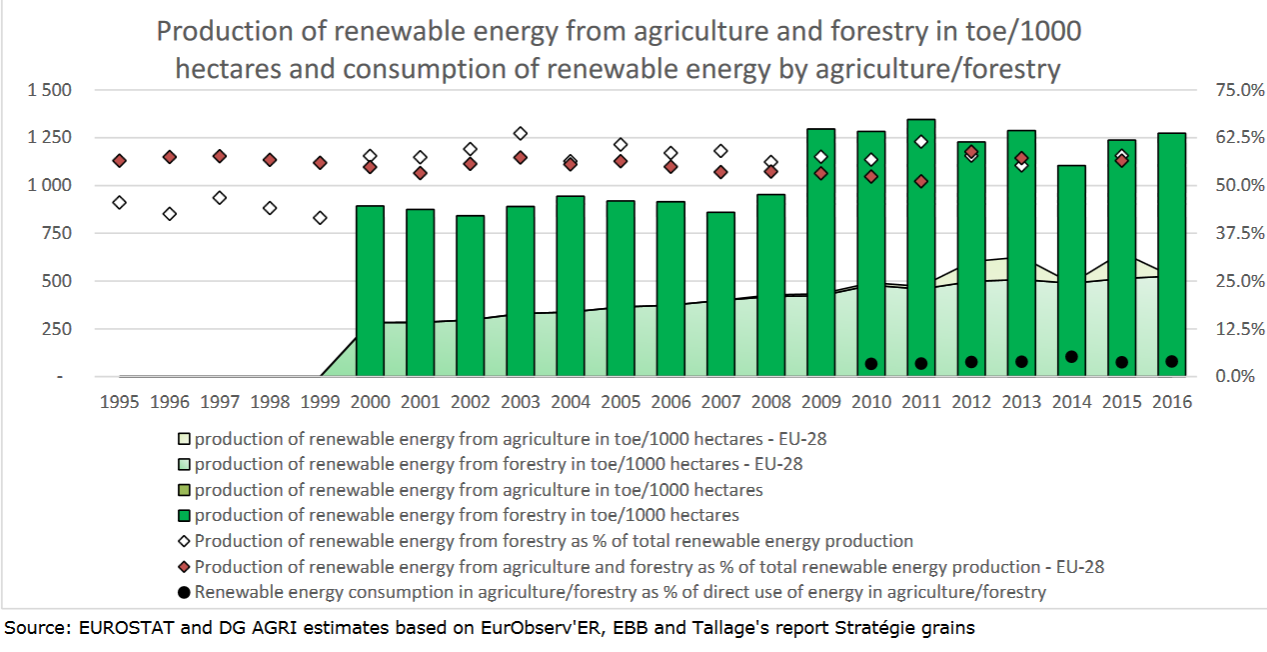 Production of renewable energy from agriculture and forestry in toe/1000
hectares and consumption of renewable energy by agriculture/forestry
1 500
1 250
1 000
750
500
250
-
75.0%
62.5%
50.0%
37.5%
25.0%
12.5%
0.0%
1995 1996 1997 1998 1999 2000 2001 2002 2003 2004 2005 2006 2007 2008 2009 2010 2011 2012 2013 2014 2015 2016
production of renewable energy from agriculture in toe/1000 hectares - EU-28
production of renewable energy from forestry in toe/1000 hectares - EU-28
production of renewable energy from agriculture in toe/1000 hectares
production of renewable energy from forestry in toe/1000 hectares
Production of renewable energy from forestry as % of total renewable energy production
Production of renewable energy from agriculture and forestry as % of total renewable energy production - EU-28
Renewable energy consumption in agriculture/forestry as % of direct use of energy in agriculture/forestry
Source: EUROSTAT and DG AGRI estimates based on EurObserv'ER, EBB and Tallage's report Stratégie grains